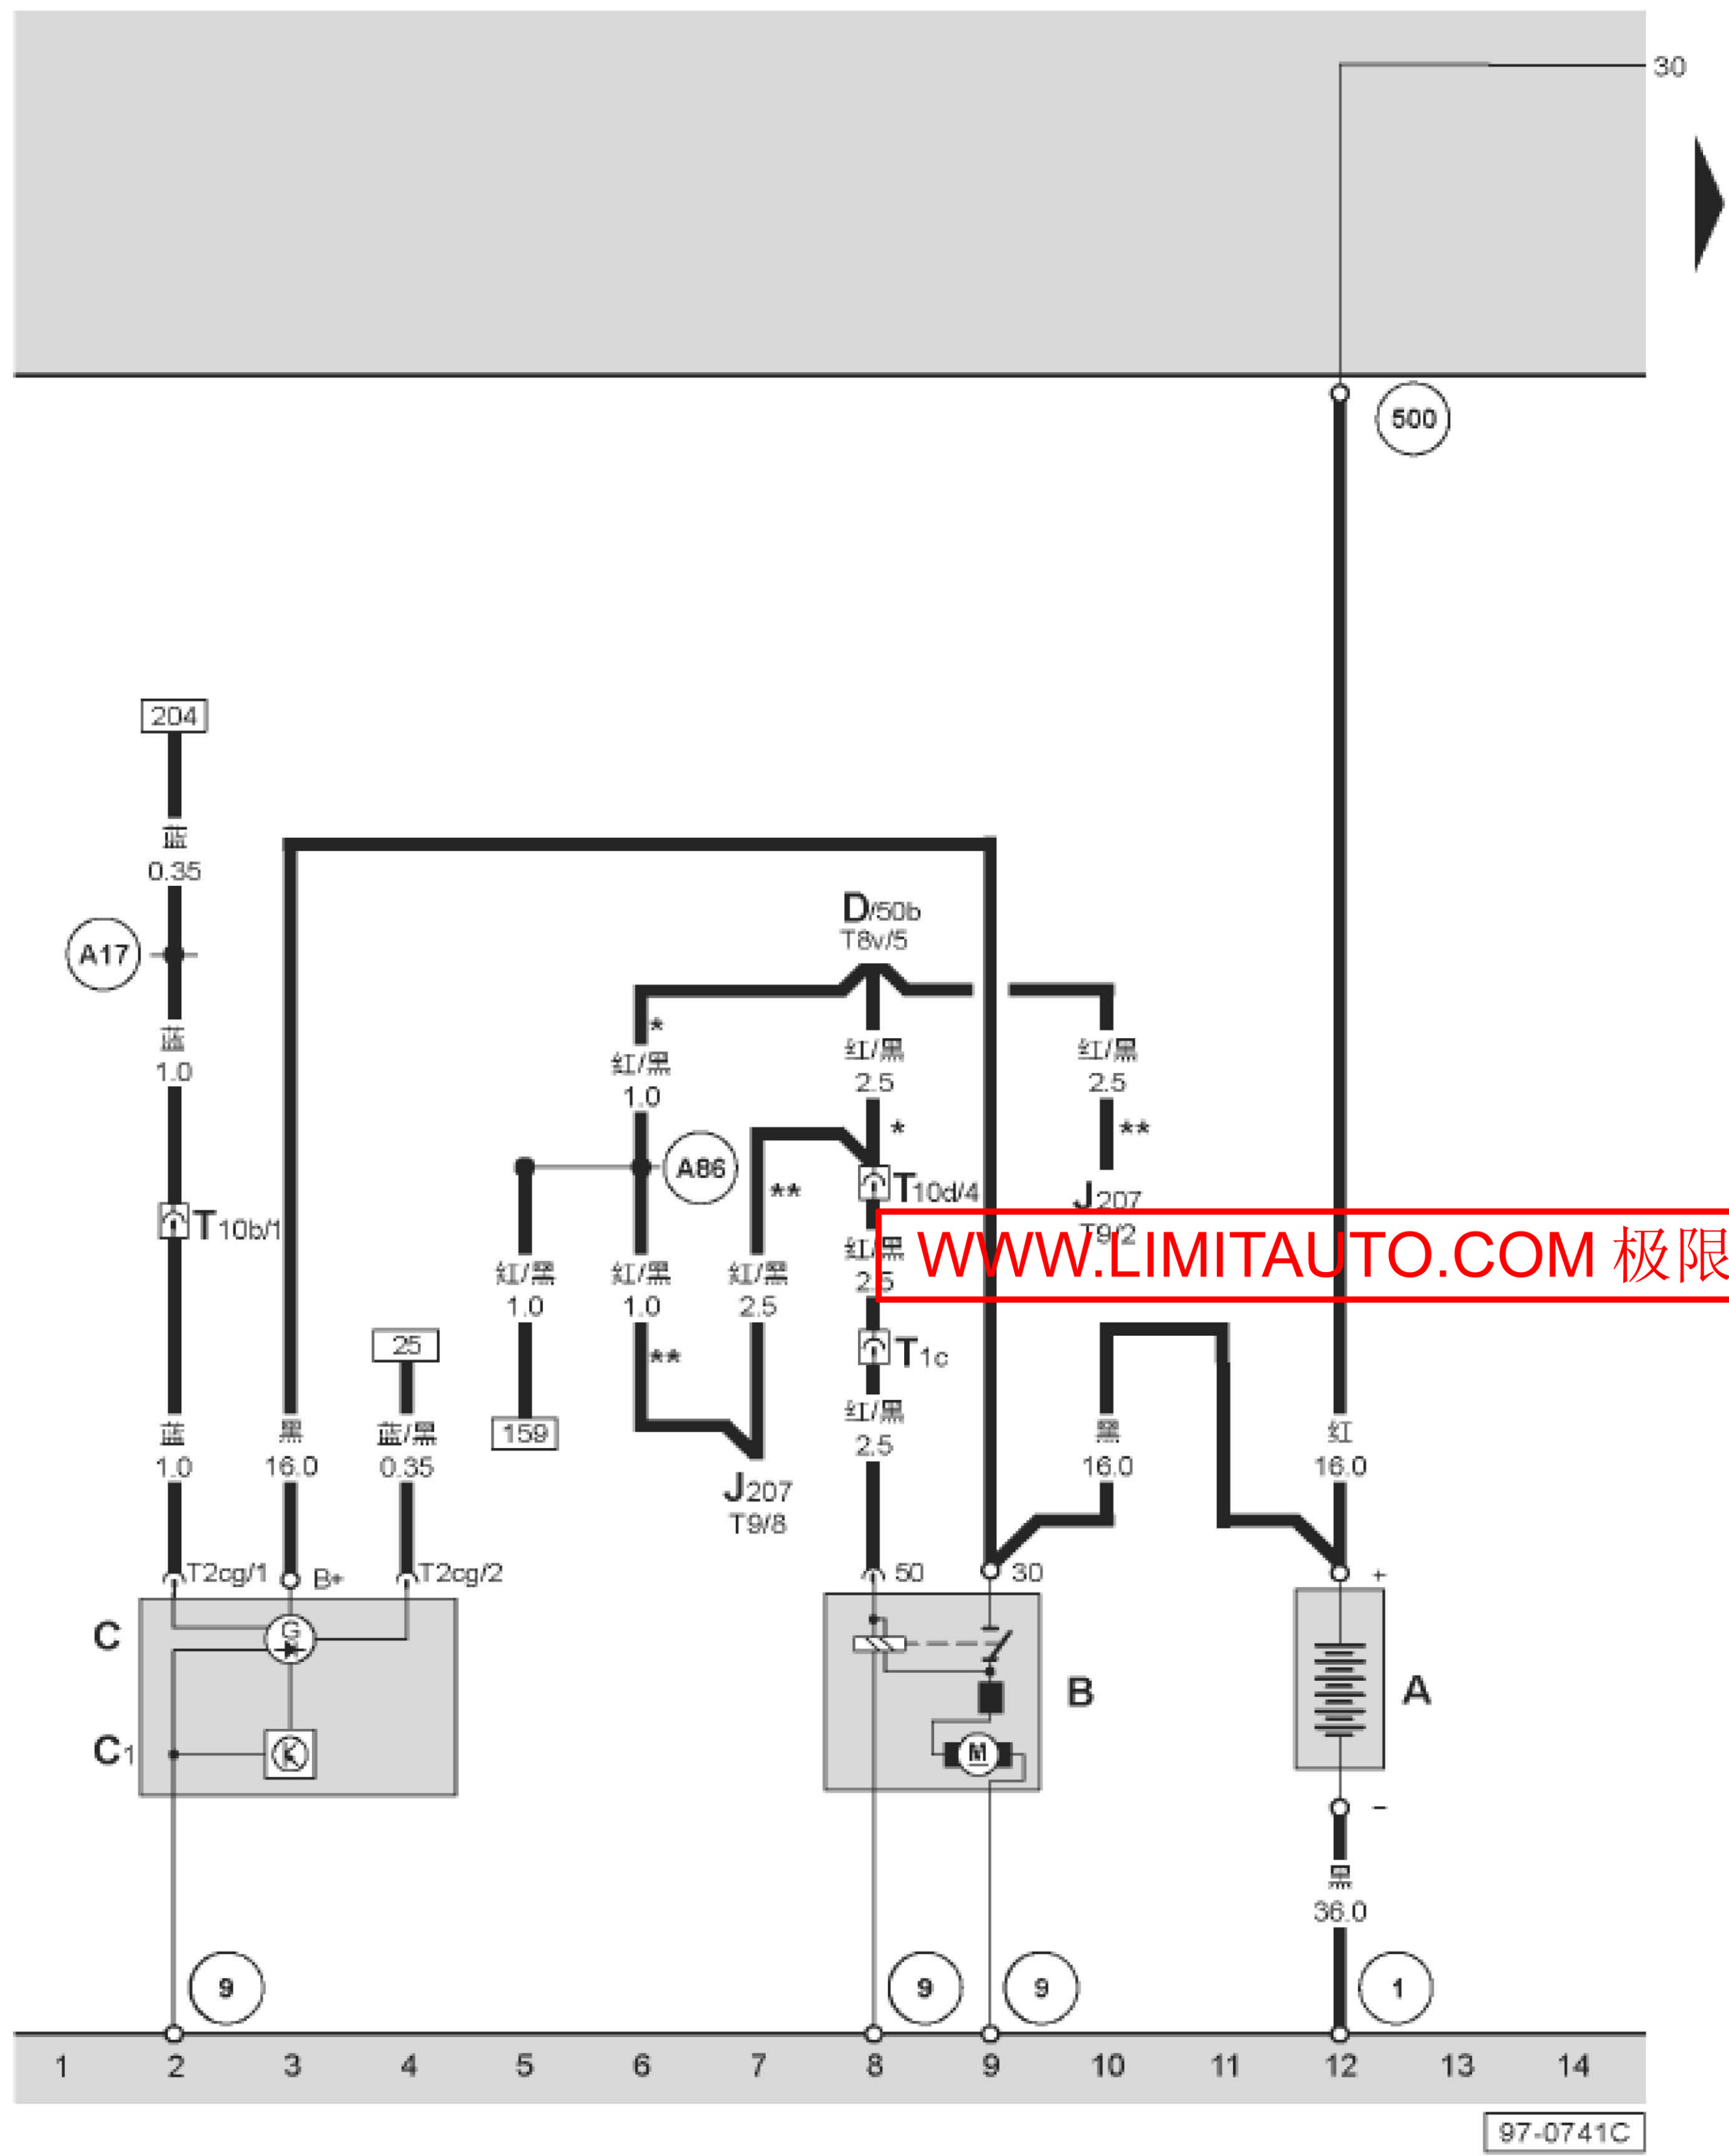 30
500
204
蓝
0.35
A17
D/50b
T8v/5
蓝
1.0
*
红/黑
1.0
红/黑
2.5
红/黑
2.5
*
**
A86
**
T10d/4
J207
T9/2
T10b/1
红/黑
1.0
红/黑
1.0
红/黑
2.5
红/黑
2.5
WWW.LIMITAUTO.COM 极限
25
**
T1c
159
蓝
1.0
黑
16.0
蓝/黑
0.35
红/黑
2.5
黑
16.0
红
16.0
J207
T9/8
T2cg/1
B+
T2cg/2
50
30
+
C
G
B
A
C1
K
M
−
黑
36.0
9
9
9
1
1 2 3 4 5 6 7 8 9 10 11 12 13 14
97-0741C